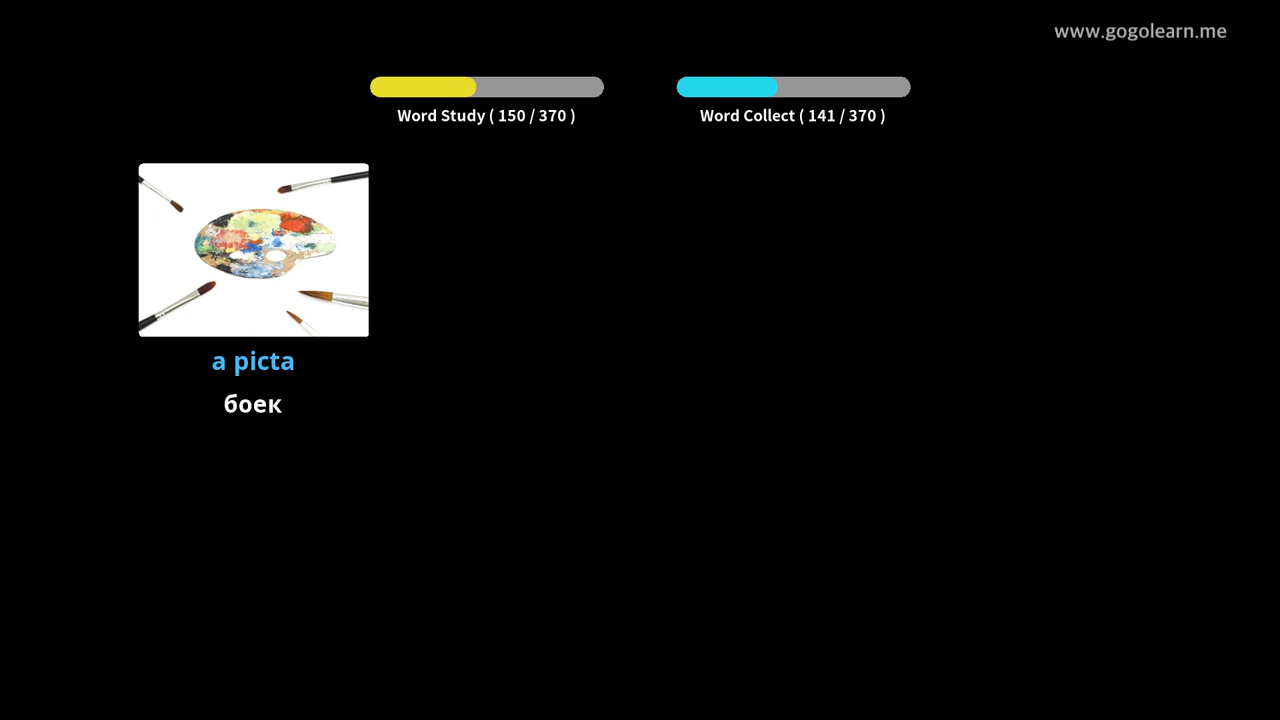 www.gogolearn.me
Word Study ( 150 / 370 )
Word Collect ( 141 / 370 )
a picta
боек